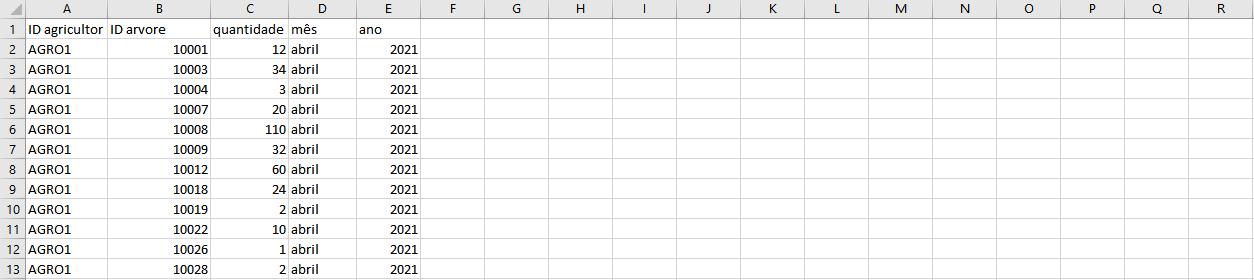 A B C D E F G H I J K L M N O P Q R
1 ID agricultor ID arvore quantidade mês ano
2 AGRO1 10001 12 abril 2021
3 AGRO1 10003 34 abril 2021
4 AGRO1 10004 3 abril 2021
5 AGRO1 10007 20 abril 2021
6 AGRO1 10008 110 abril 2021
7 AGRO1 10009 32 abril 2021
8 AGRO1 10012 60 abril 2021
9 AGRO1 10018 24 abril 2021
10 AGRO1 10019 2 abril 2021
11 AGRO1 10022 10 abril 2021
12 AGRO1 10026 1 abril 2021
13 AGRO1 10028 2 abril 2021